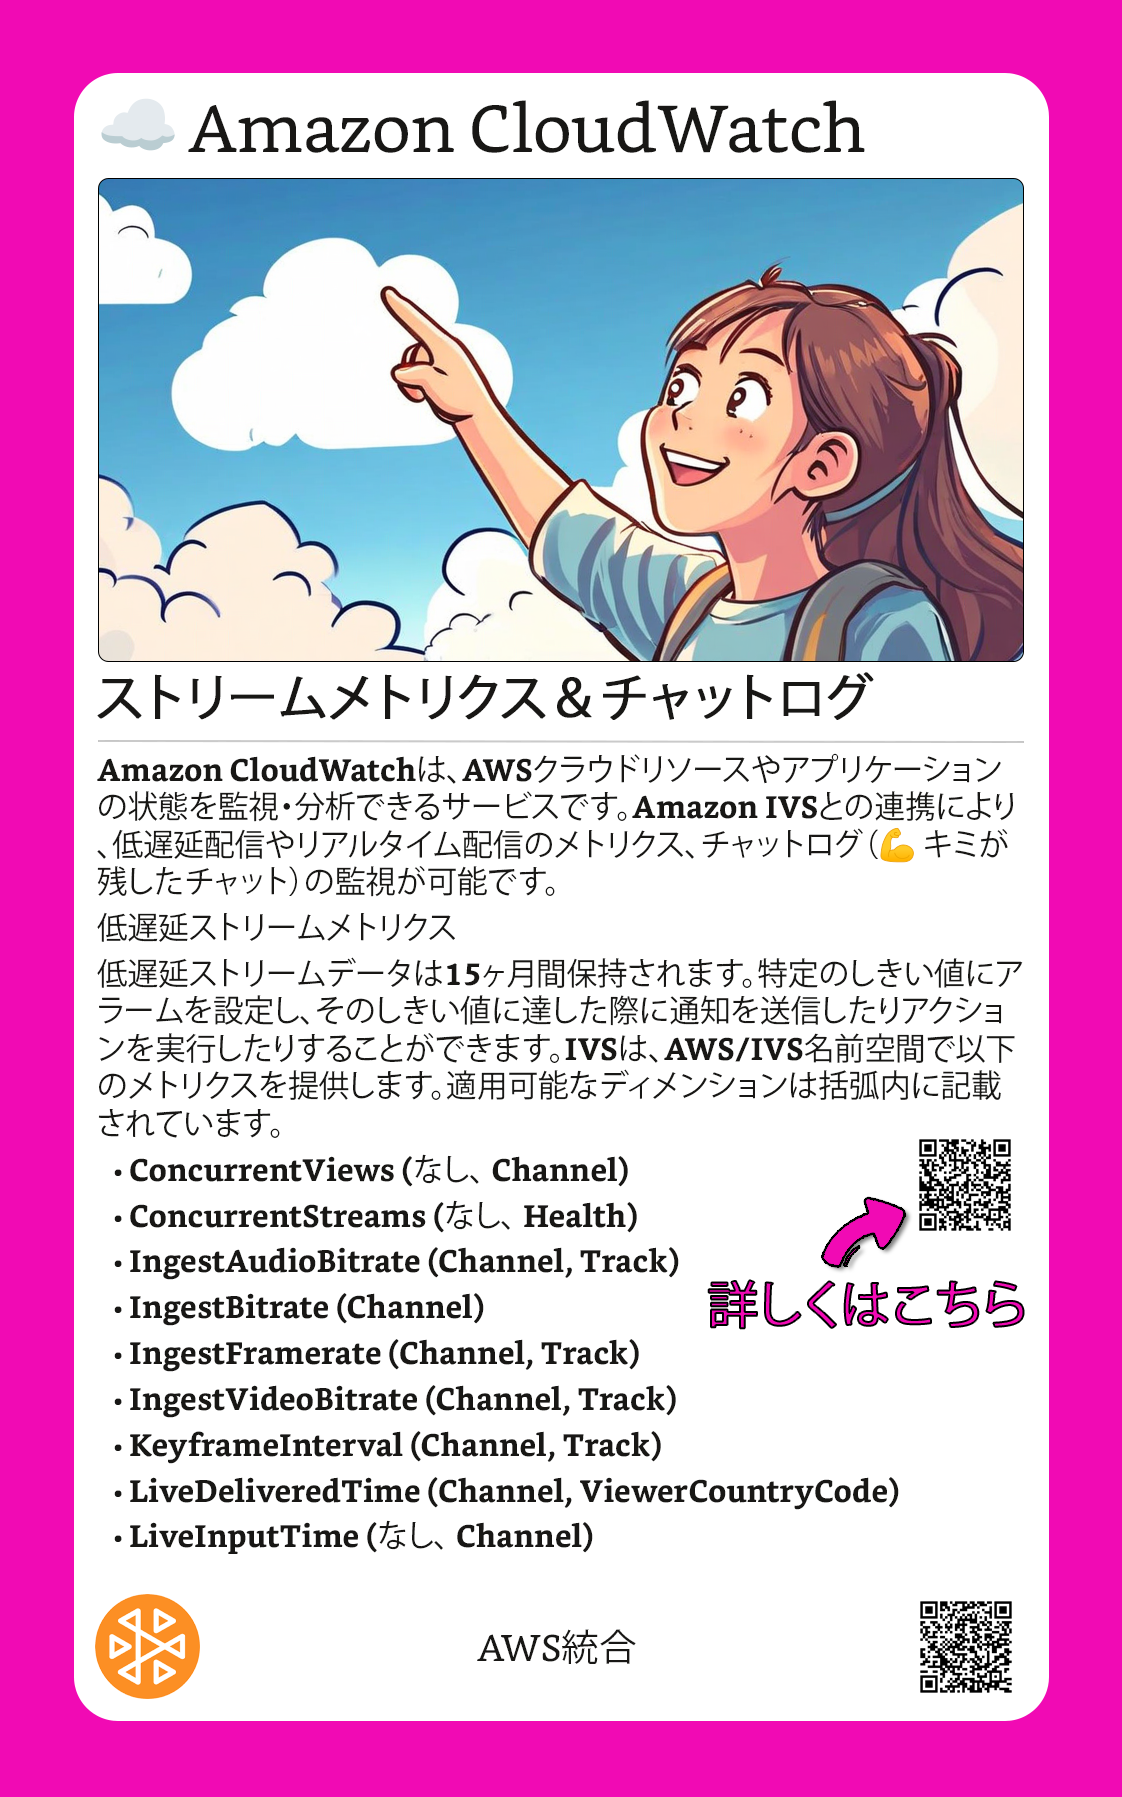 ☁️ Amazon CloudWatch
ストリームメトリクス＆チャットログ
Amazon CloudWatchは、AWSクラウドリソースやアプリケーション
の状態を監視・分析できるサービスです。Amazon IVSとの連携により
、低遅延配信やリアルタイム配信のメトリクス、チャットログ（💪 キミが
残したチャット）の監視が可能です。
低遅延ストリームメトリクス
低遅延ストリームデータは15ヶ月間保持されます。特定のしきい値にア
ラームを設定し、そのしきい値に達した際に通知を送信したりアクショ
ンを実行したりすることができます。IVSは、AWS/IVS名前空間で以下
のメトリクスを提供します。適用可能なディメンションは括弧内に記載
されています。
• ConcurrentViews (なし、 Channel)
• ConcurrentStreams (なし、 Health)
• IngestAudioBitrate (Channel, Track)
• IngestBitrate (Channel)
詳しくはこちら
• IngestFramerate (Channel, Track)
• IngestVideoBitrate (Channel, Track)
• KeyframeInterval (Channel, Track)
• LiveDeliveredTime (Channel, ViewerCountryCode)
• LiveInputTime (なし、 Channel)
AWS統合